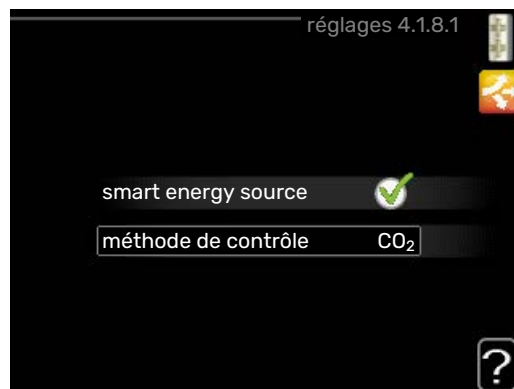 réglages 4.1.8.1
smart energy source
méthode de contrôle CO₂
?